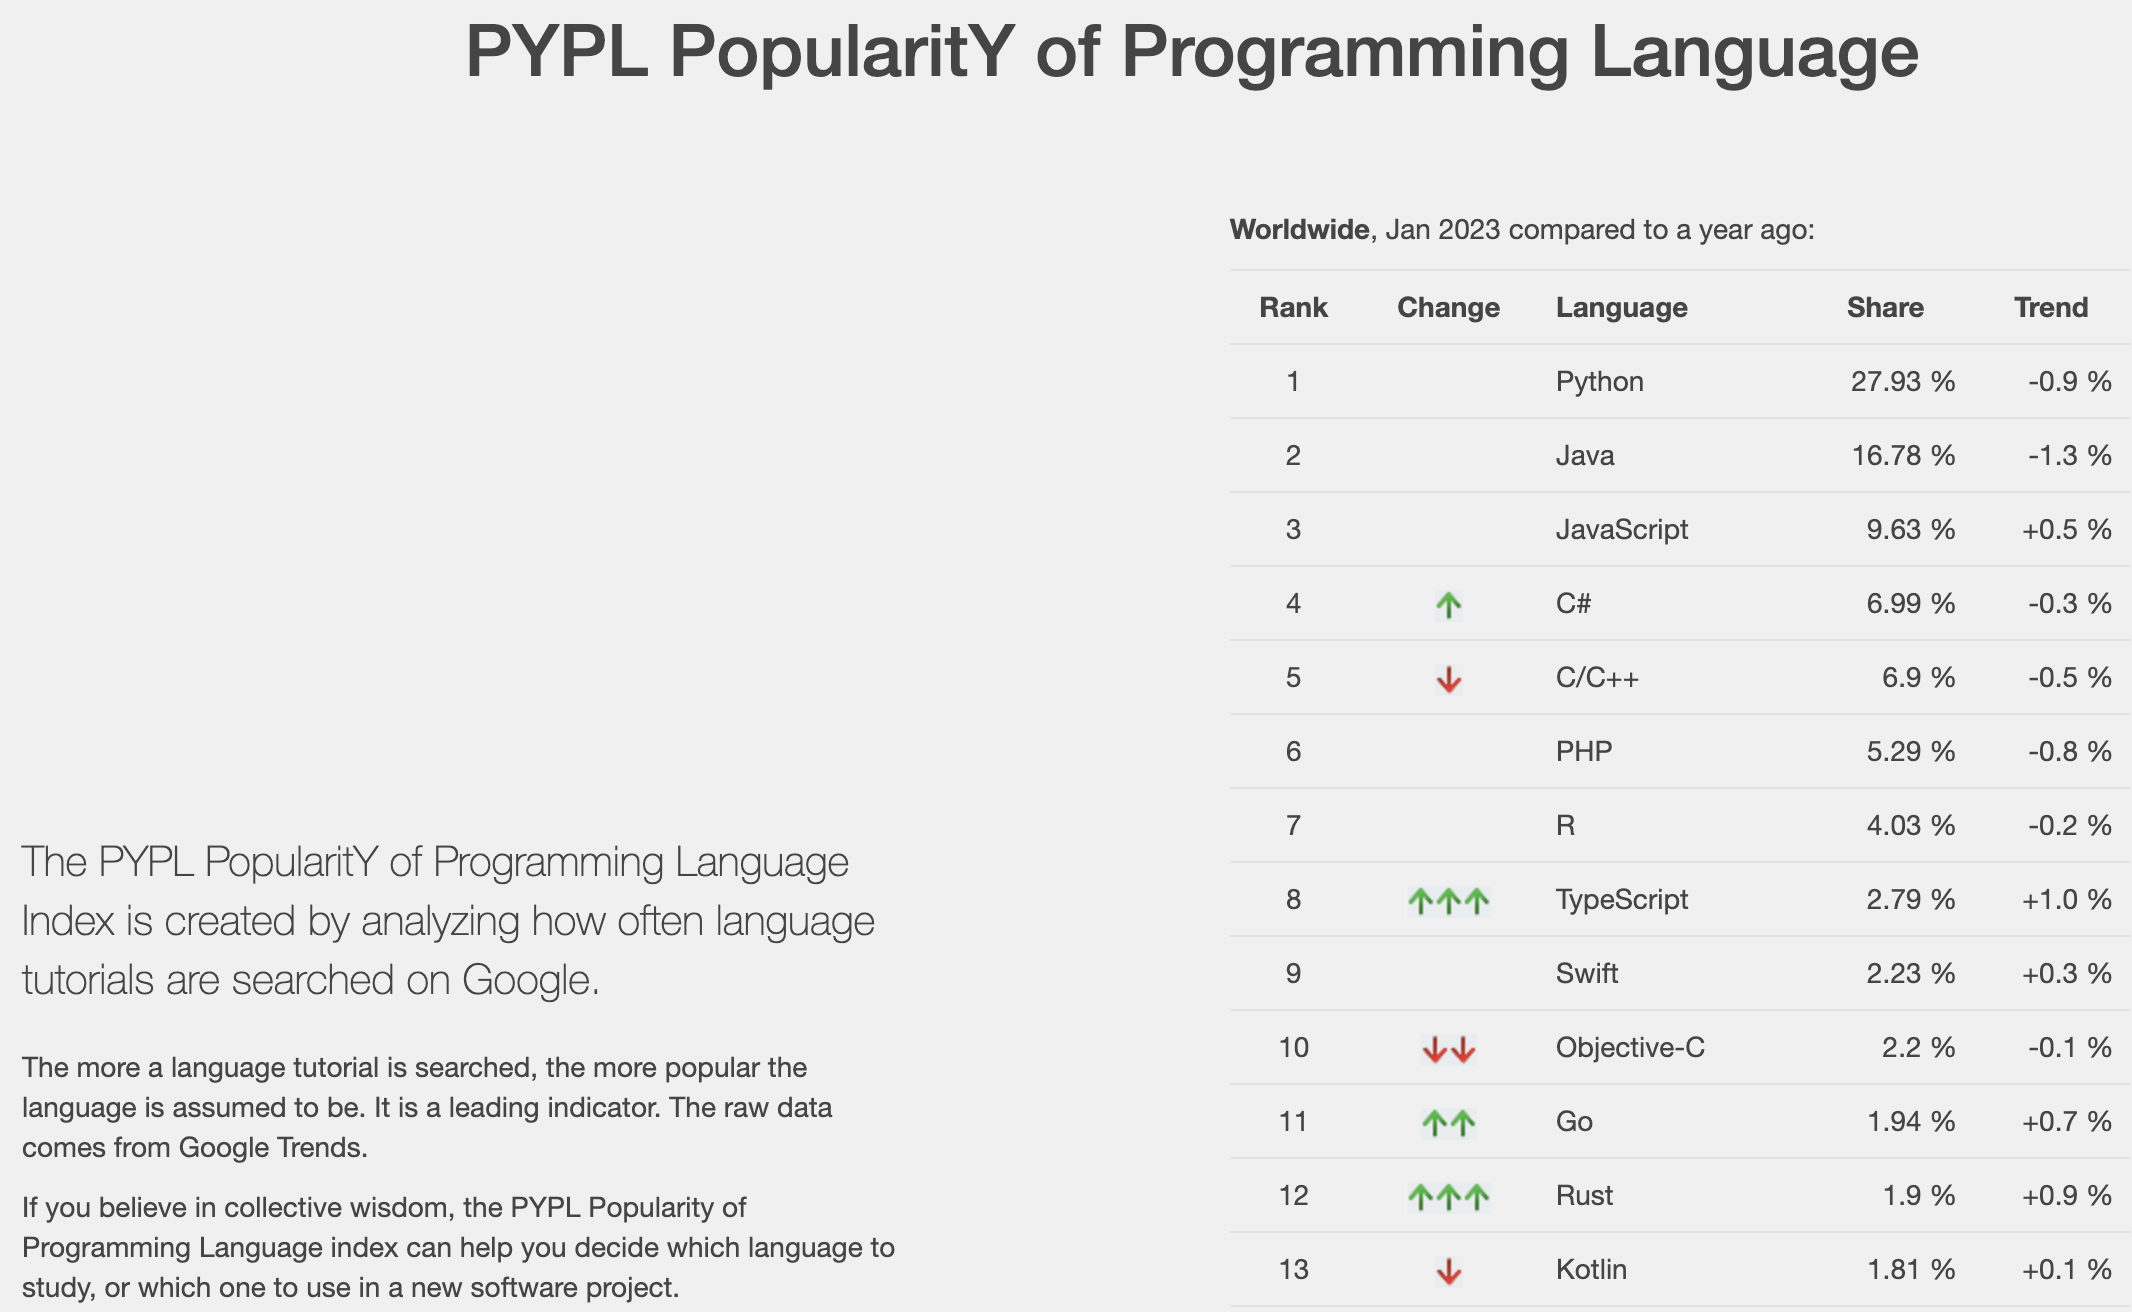 PYPL PopularitY of Programming Language
The PYPL PopularitY of Programming Language
Index is created by analyzing how often language
tutorials are searched on Google.
The more a language tutorial is searched, the more popular the
language is assumed to be. It is a leading indicator. The raw data
comes from Google Trends.
If you believe in collective wisdom, the PYPL Popularity of
Programming Language index can help you decide which language to
study, or which one to use in a new software project.
Worldwide, Jan 2023 compared to a year ago:
Rank Change Language Share Trend
1 Python 27.93 % -0.9 %
2 Java 16.78 % -1.3 %
3 JavaScript 9.63 % +0.5 %
4 ↑ C# 6.99 % -0.3 %
5 ↓ C/C++ 6.9 % -0.5 %
6 PHP 5.29 % -0.8 %
7 R 4.03 % -0.2 %
8 ↑↑↑ TypeScript 2.79 % +1.0 %
9 Swift 2.23 % +0.3 %
10 ↓↓ Objective-C 2.2 % -0.1 %
11 ↑↑ Go 1.94 % +0.7 %
12 ↑↑↑ Rust 1.9 % +0.9 %
13 ↓ Kotlin 1.81 % +0.1 %